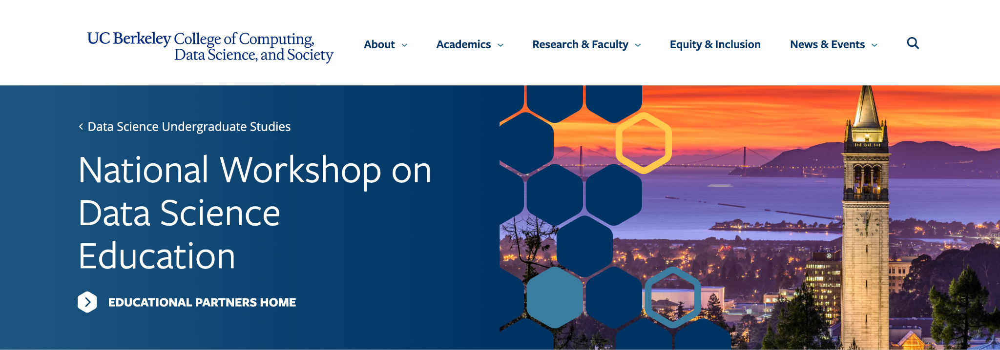 UC Berkeley College of Computing,
Data Science, and Society
About
Academics
Research & Faculty
Equity & Inclusion
News & Events
Data Science Undergraduate Studies
National Workshop on
Data Science
Education
EDUCATIONAL PARTNERS HOME